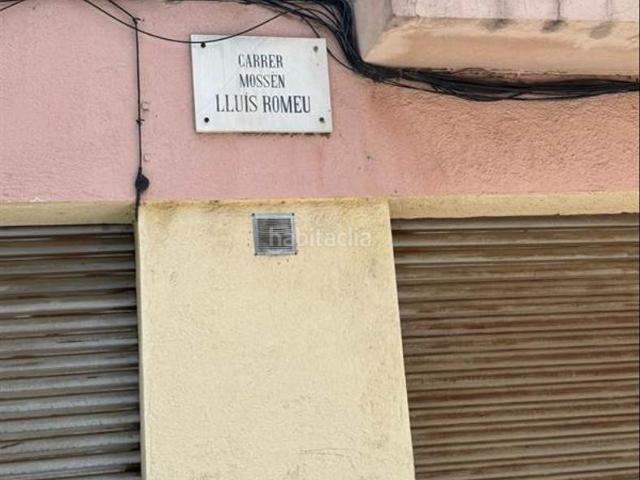 CARRER
MOSSÈN
LLUÍS ROMEU
habitaclia